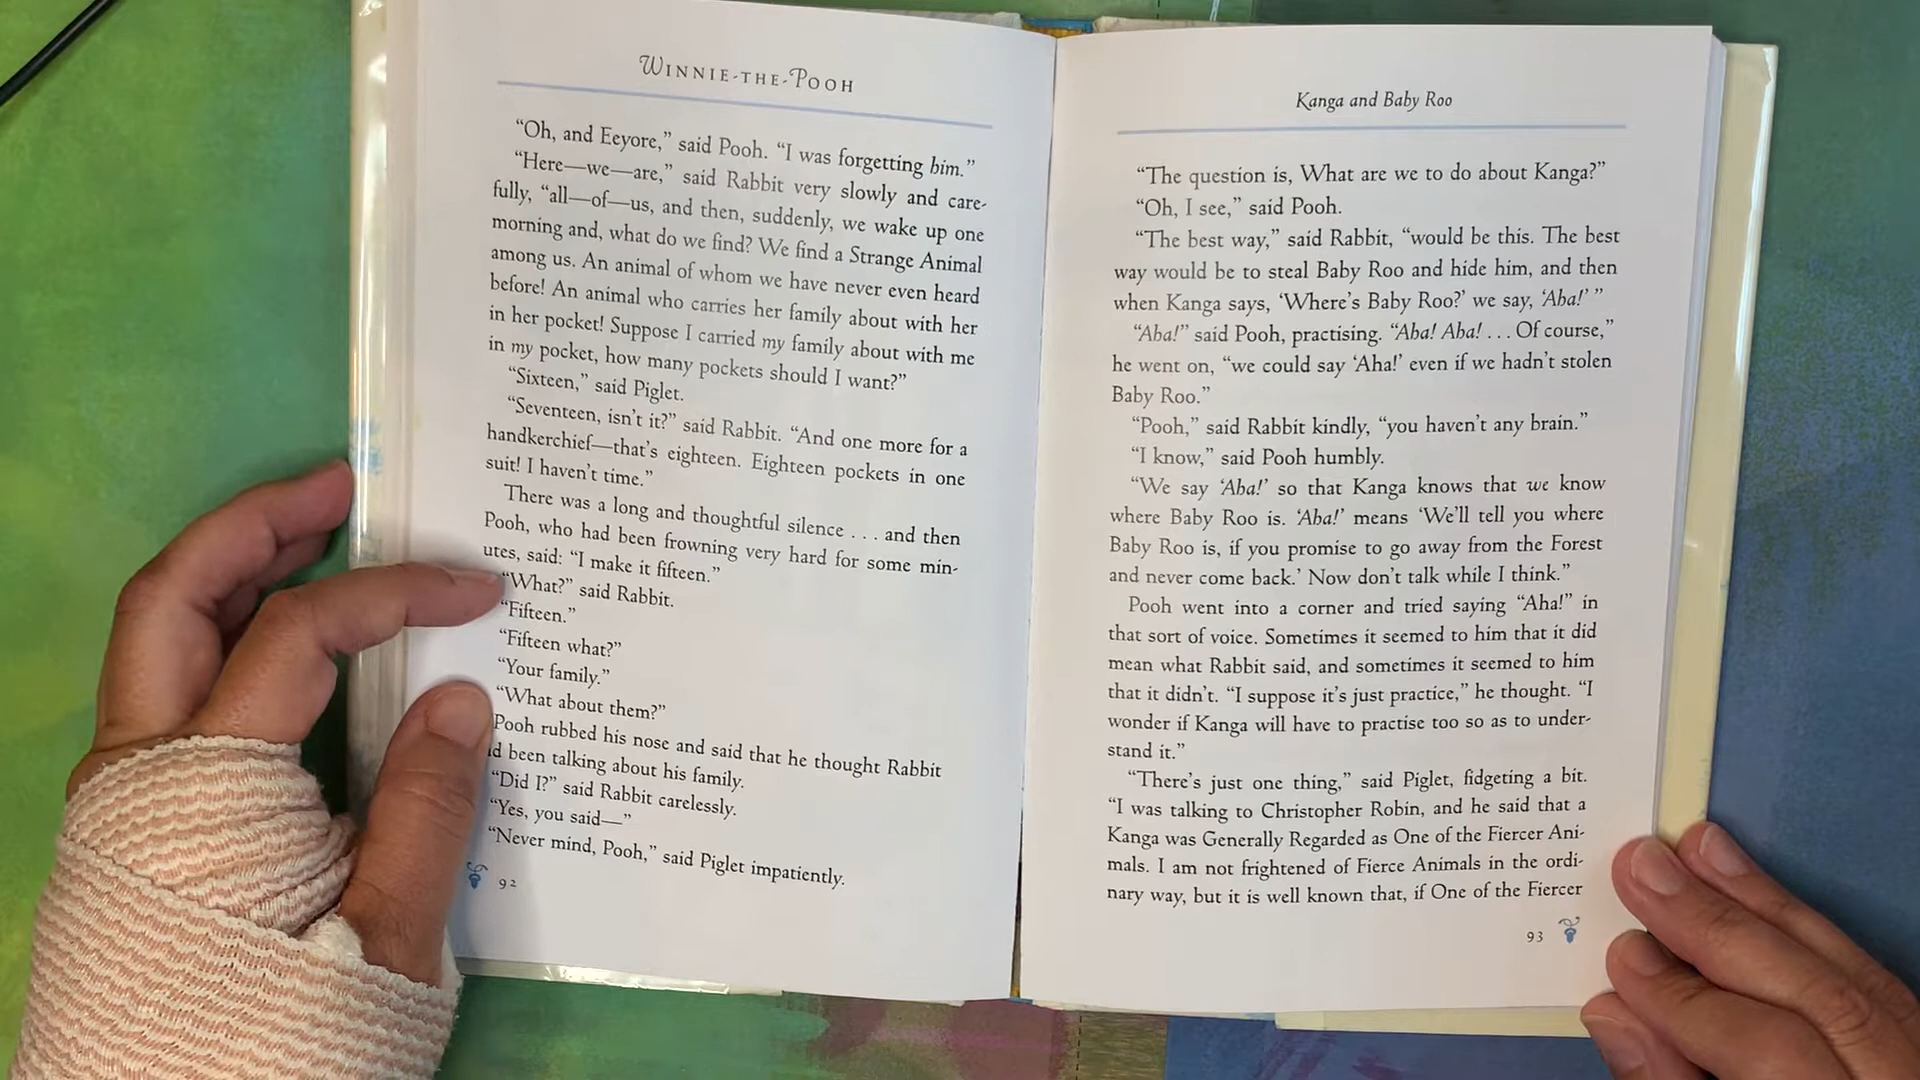 WINNIE-THE-POOH
“Oh, and Eeyore,” said Pooh. “I was forgetting him.”
“Here—we—are,” said Rabbit very slowly and care-
fully, “all—of—us, and then, suddenly, we wake up one
morning and, what do we find? We find a Strange Animal
among us. An animal of whom we have never even heard
before! An animal who carries her family about with her
in her pocket! Suppose I carried my family about with me
in my pocket, how many pockets should I want?”
“Sixteen,” said Piglet.
“Seventeen, isn’t it?” said Rabbit. “And one more for a
handkerchief—that’s eighteen. Eighteen pockets in one
suit! I haven’t time.”
There was a long and thoughtful silence . . . and then
Pooh, who had been frowning very hard for some min-
utes, said: “I make it fifteen.”
“What?” said Rabbit.
“Fifteen.”
“Fifteen what?”
“Your family.”
“What about them?”
Pooh rubbed his nose and said that he thought Rabbit
been talking about his family.
“Did I?” said Rabbit carelessly.
“Yes, you said—”
“Never mind, Pooh,” said Piglet impatiently.
92
Kanga and Baby Roo
“The question is, What are we to do about Kanga?”
“Oh, I see,” said Pooh.
“The best way,” said Rabbit, “would be this. The best
way would be to steal Baby Roo and hide him, and then
when Kanga says, ‘Where’s Baby Roo?’ we say, ‘Aha!’ ”
“Aha!” said Pooh, practising. “Aha! Aha! . . . Of course,”
he went on, “we could say ‘Aha!’ even if we hadn’t stolen
Baby Roo.”
“Pooh,” said Rabbit kindly, “you haven’t any brain.”
“I know,” said Pooh humbly.
“We say ‘Aha!’ so that Kanga knows that we know
where Baby Roo is. ‘Aha!’ means ‘We’ll tell you where
Baby Roo is, if you promise to go away from the Forest
and never come back.’ Now don’t talk while I think.”
Pooh went into a corner and tried saying “Aha!” in
that sort of voice. Sometimes it seemed to him that it did
mean what Rabbit said, and sometimes it seemed to him
that it didn’t. “I suppose it’s just practice,” he thought. “I
wonder if Kanga will have to practise too so as to under-
stand it.”
“There’s just one thing,” said Piglet, fidgeting a bit.
“I was talking to Christopher Robin, and he said that a
Kanga was Generally Regarded as One of the Fiercer Ani-
mals. I am not frightened of Fierce Animals in the ordi-
nary way, but it is well known that, if One of the Fiercer
93